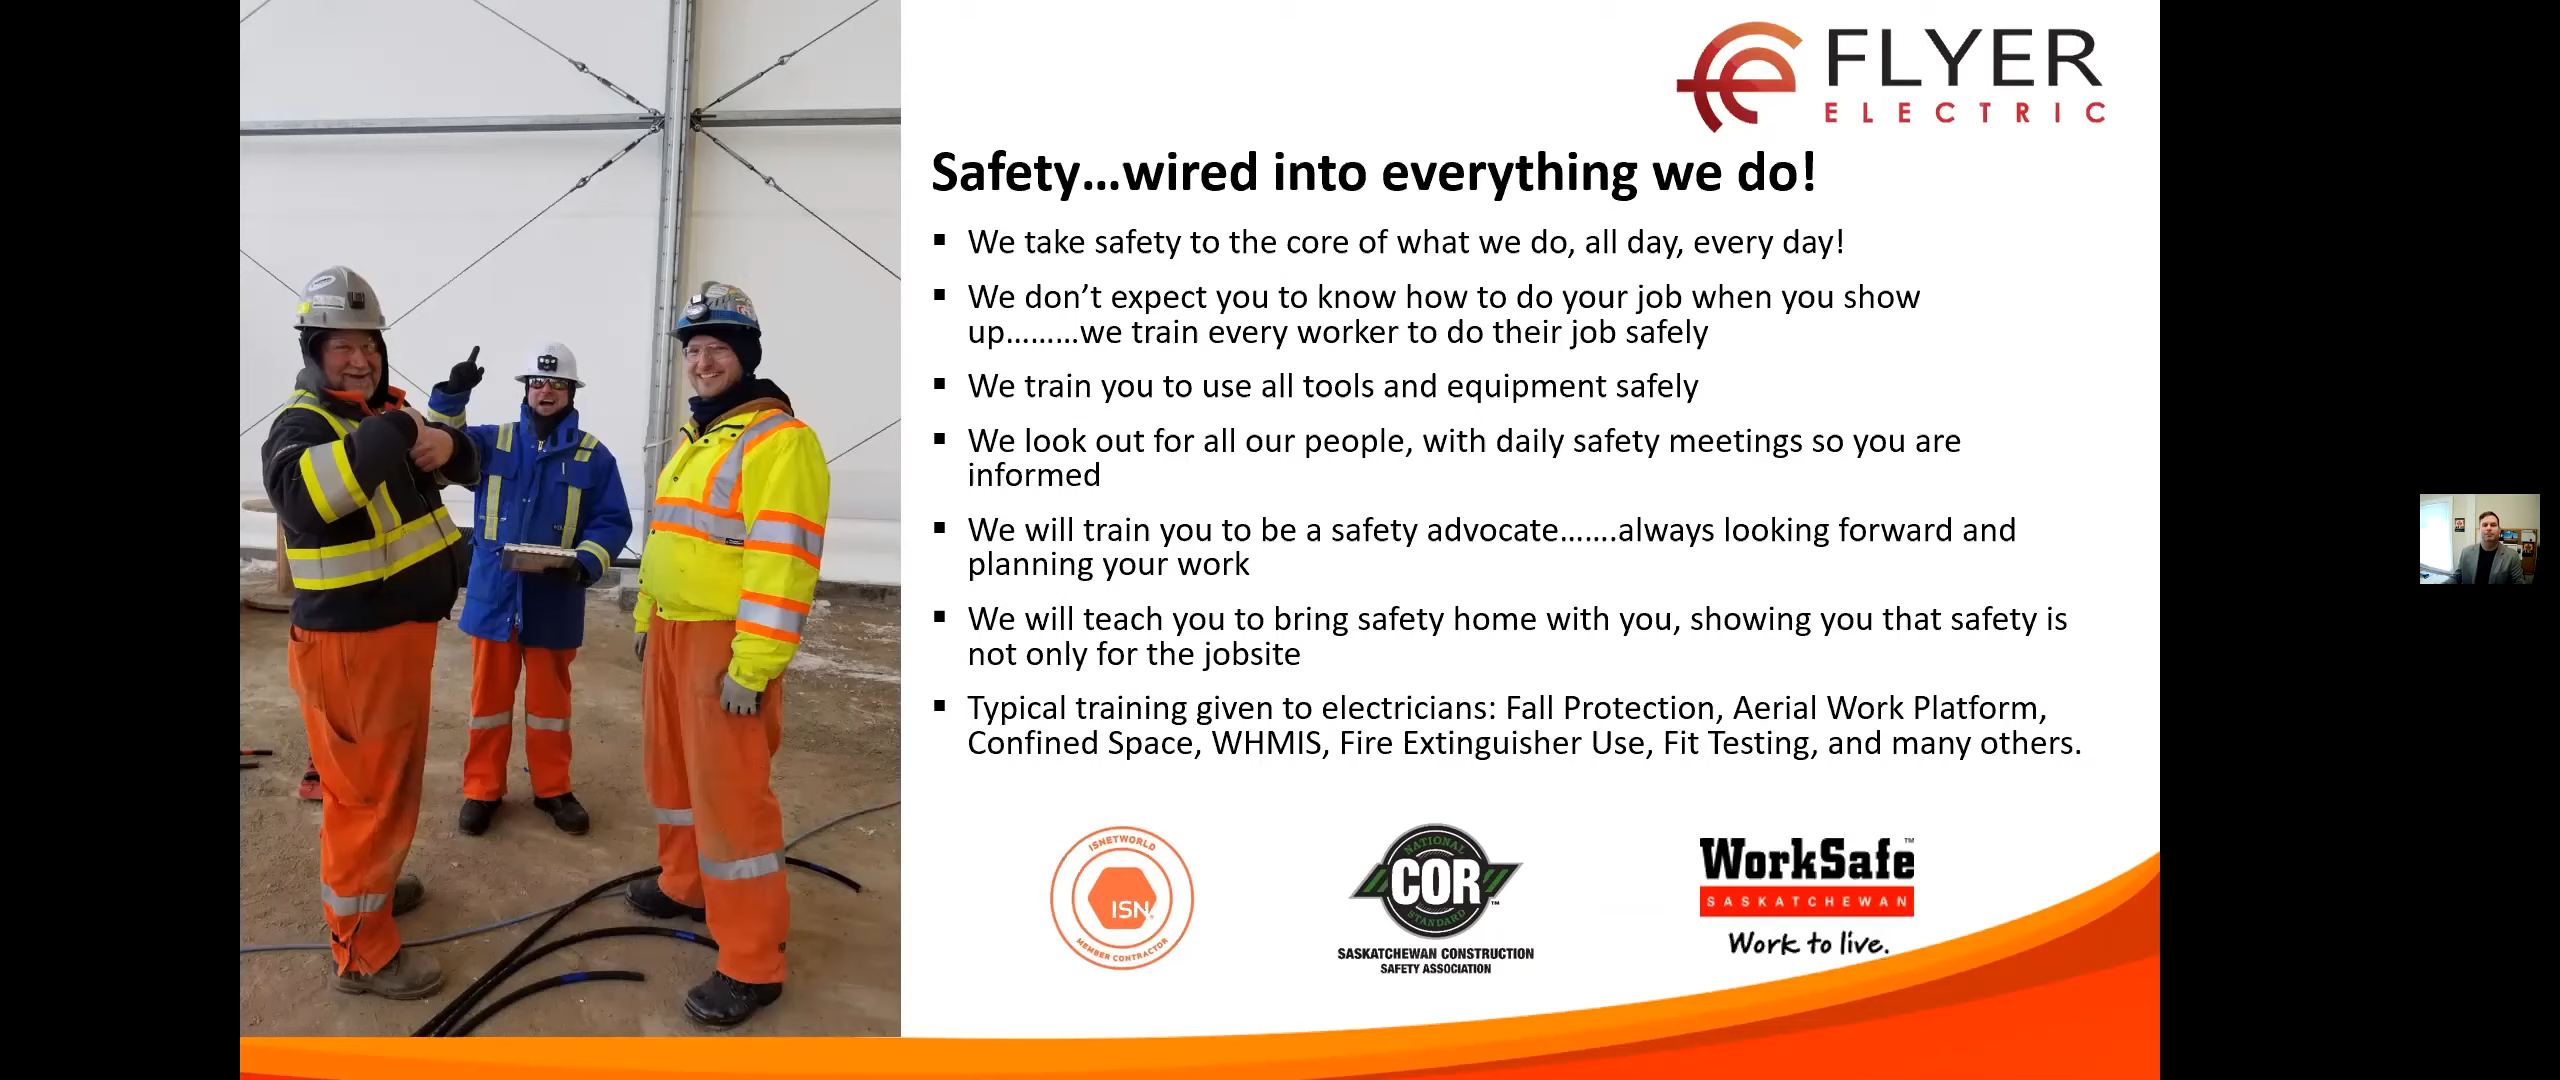 FLYER
ELECTRIC
Safety...wired into everything we do!
▪ We take safety to the core of what we do, all day, every day!
▪ We don’t expect you to know how to do your job when you show
up.........we train every worker to do their job safely
▪ We train you to use all tools and equipment safely
▪ We look out for all our people, with daily safety meetings so you are
informed
▪ We will train you to be a safety advocate.......always looking forward and
planning your work
▪ We will teach you to bring safety home with you, showing you that safety is
not only for the jobsite
▪ Typical training given to electricians: Fall Protection, Aerial Work Platform,
Confined Space, WHMIS, Fire Extinguisher Use, Fit Testing, and many others.
ISNETWORLD
ISN®
MEMBER CONTRACTOR
NATIONAL
COR™
STANDARD
SASKATCHEWAN CONSTRUCTION
SAFETY ASSOCIATION
WorkSafe™
SASKATCHEWAN
Work to live.